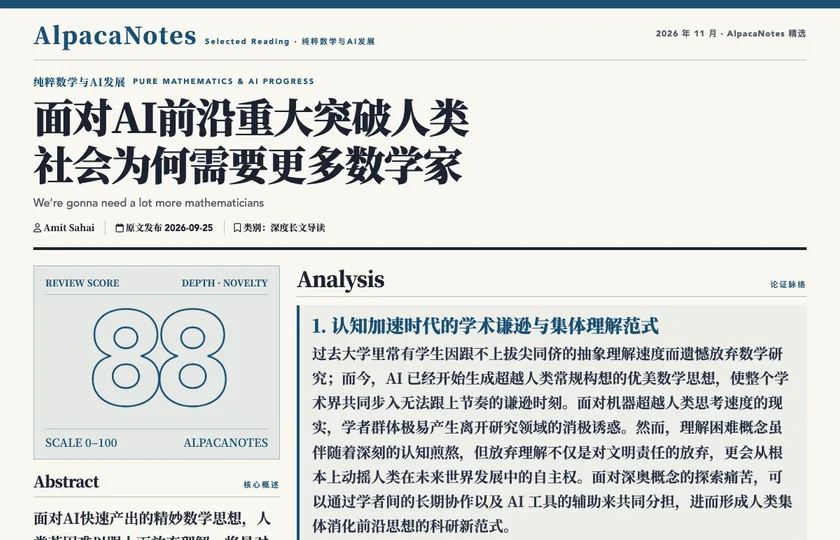 AlpacaNotes Selected Reading · 纯粹数学与AI发展
2026 年 11 月 · AlpacaNotes 精选
纯粹数学与AI发展 PURE MATHEMATICS & AI PROGRESS
面对AI前沿重大突破人类
社会为何需要更多数学家
We're gonna need a lot more mathematicians
Amit Sahai 原文发布 2026-09-25 类别：深度长文导读
REVIEW SCORE DEPTH · NOVELTY
88
SCALE 0–100 ALPACANOTES
Abstract 核心概述
面对AI快速产出的精妙数学思想，人
Analysis 论证脉络
1. 认知加速时代的学术谦逊与集体理解范式
过去大学里常有学生因跟不上拔尖同侪的抽象理解速度而遗憾放弃数学研
究；而今，AI 已经开始生成超越人类常规构想的优美数学思想，使整个学
术界共同步入无法跟上节奏的谦逊时刻。面对机器超越人类思考速度的现
实，学者群体易产生离开研究领域的消极诱惑。然而，理解困难概念虽
伴随着深刻的认知煎熬，但放弃理解不仅是对文明责任的放弃，更会从根
本上动摇人类在未来世界发展中的自主权。面对深奥概念的探索痛苦，可
以通过学者间的长期协作以及 AI 工具的辅助来共同分担，进而形成人类集
体消化前沿思想的科研新范式。